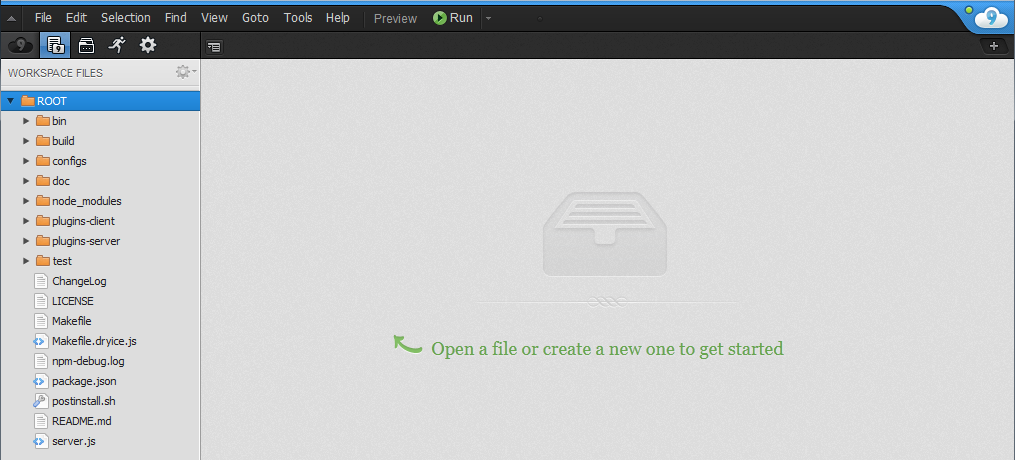 File Edit Selection Find View Goto Tools Help Preview Run
9
WORKSPACE FILES
ROOT
bin
build
configs
doc
node_modules
plugins-client
plugins-server
test
ChangeLog
LICENSE
Makefile
Makefile.dryice.js
npm-debug.log
package.json
postinstall.sh
README.md
server.js
Open a file or create a new one to get started